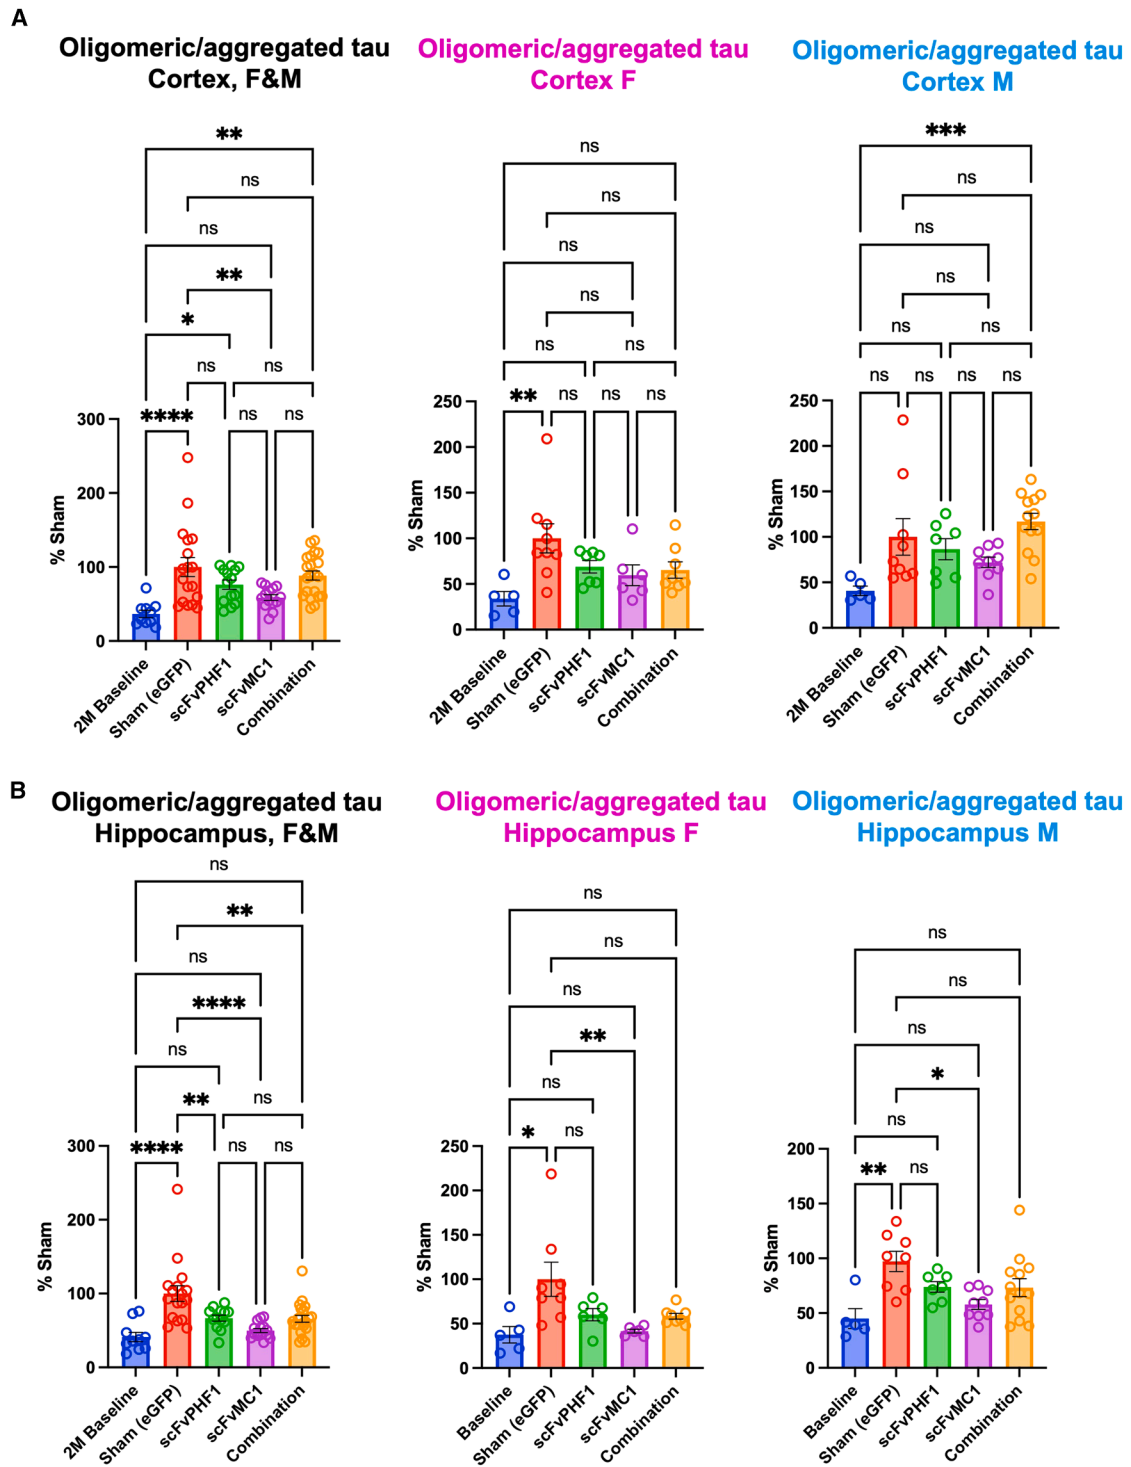 A
Oligomeric/aggregated tau
Cortex, F&M
**
ns
ns
**
*
ns
ns
****
ns
ns
300
200
100
0
% Sham
2M Baseline
Sham (eGFP)
scFvPHF1
scFvMC1
Combination
Oligomeric/aggregated tau
Cortex F
ns
ns
ns
ns
ns
ns
**
ns
ns
ns
250
200
150
100
50
0
% Sham
2M Baseline
Sham (eGFP)
scFvPHF1
scFvMC1
Combination
Oligomeric/aggregated tau
Cortex M
***
ns
ns
ns
ns
ns
ns
ns
ns
ns
250
200
150
100
50
0
% Sham
2M Baseline
Sham (eGFP)
scFvPHF1
scFvMC1
Combination
B
Oligomeric/aggregated tau
Hippocampus, F&M
ns
**
ns
****
ns
**
ns
****
ns
ns
300
200
100
0
% Sham
2M Baseline
Sham (eGFP)
scFvPHF1
scFvMC1
Combination
Oligomeric/aggregated tau
Hippocampus F
ns
ns
ns
**
ns
*
ns
250
200
150
100
50
0
% Sham
Baseline
Sham (eGFP)
scFvPHF1
scFvMC1
Combination
Oligomeric/aggregated tau
Hippocampus M
ns
ns
ns
*
ns
**
ns
200
150
100
50
0
% Sham
Baseline
Sham (eGFP)
scFvPHF1
scFvMC1
Combination